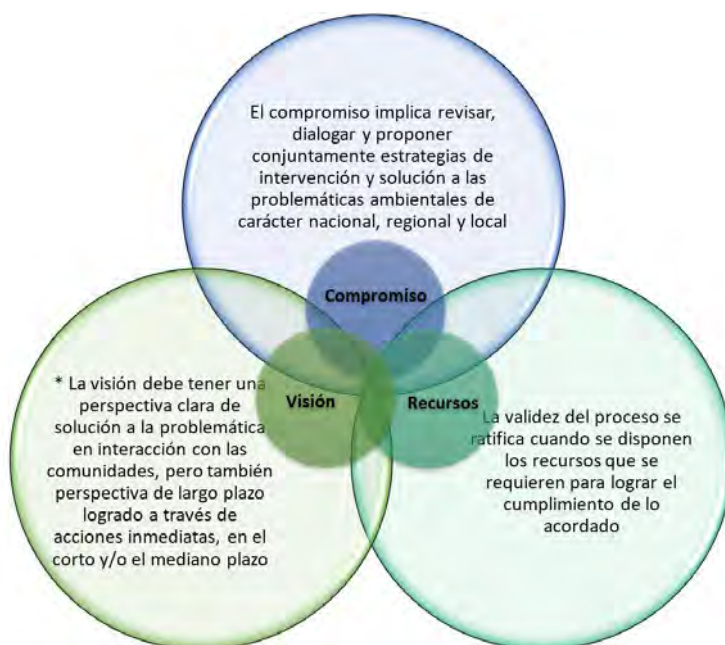 El compromiso implica revisar,
dialogar y proponer
conjuntamente estrategias de
intervención y solución a las
problemáticas ambientales de
carácter nacional, regional y local
Compromiso
Visión
Recursos
* La visión debe tener una
perspectiva clara de
solución a la problemática
en interacción con las
comunidades, pero también
perspectiva de largo plazo
logrado a través de
acciones inmediatas, en el
corto y/o el mediano plazo
La validez del proceso se
ratifica cuando se disponen
los recursos que se
requieren para lograr el
cumplimiento de lo
acordado